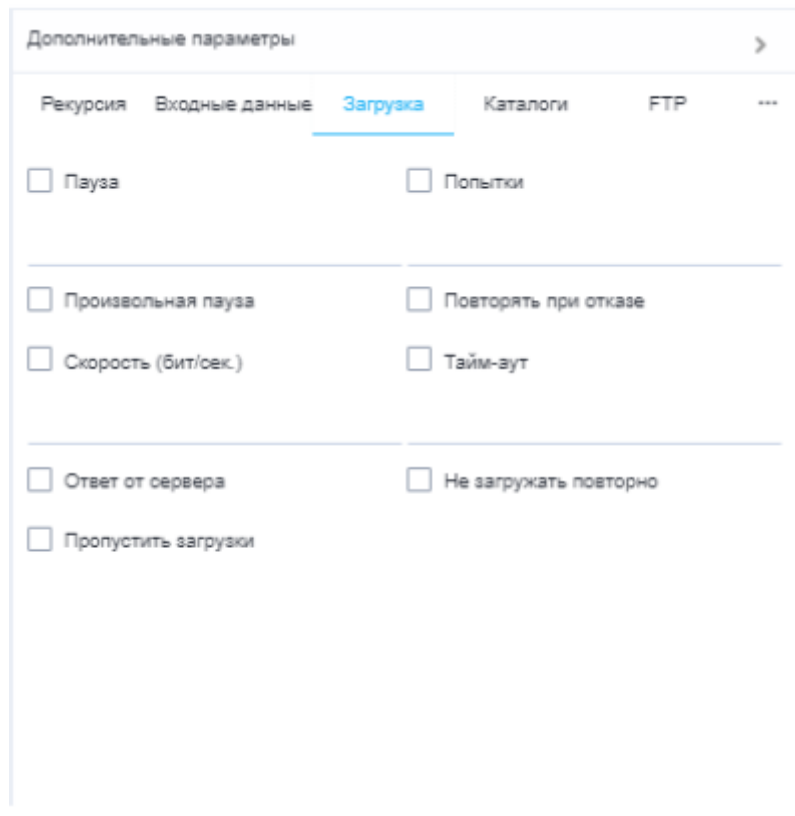 Дополнительные параметры
Рекурсия Входные данные Загрузка Каталоги FTP ...
Пауза Попытки
Произвольная пауза Повторять при отказе
Скорость (бит/сек.) Тайм-аут
Ответ от сервера Не загружать повторно
Пропустить загрузки